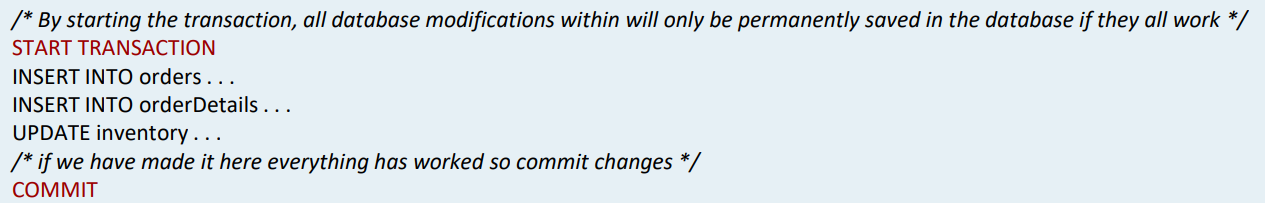 /* By starting the transaction, all database modifications within will only be permanently saved in the database if they all work */
START TRANSACTION
INSERT INTO orders . . .
INSERT INTO orderDetails . . .
UPDATE inventory . . .
/* if we have made it here everything has worked so commit changes */
COMMIT